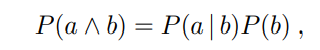 P(a ∧ b) = P(a | b)P(b) ,